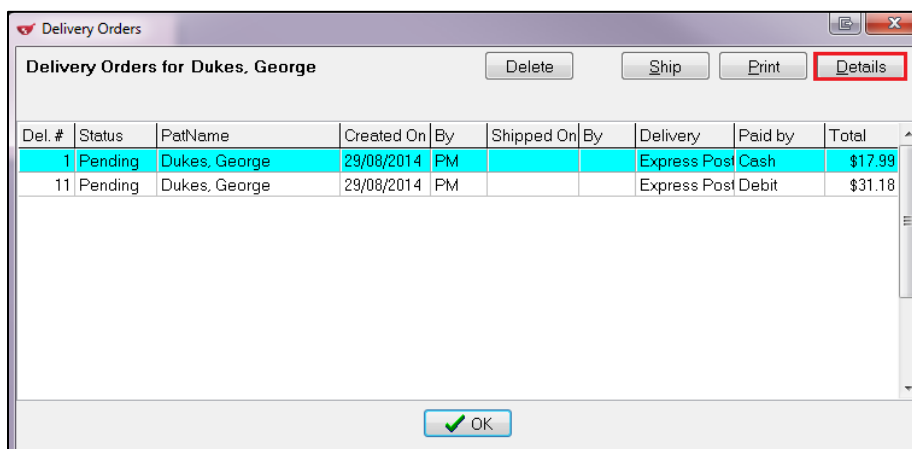 Delivery Orders
Delivery Orders for Dukes, George Delete Ship Print Details
Del. # Status PatName Created On By Shipped On By Delivery Paid by Total
1 Pending Dukes, George 29/08/2014 PM Express Post Cash $17.99
11 Pending Dukes, George 29/08/2014 PM Express Post Debit $31.18
OK